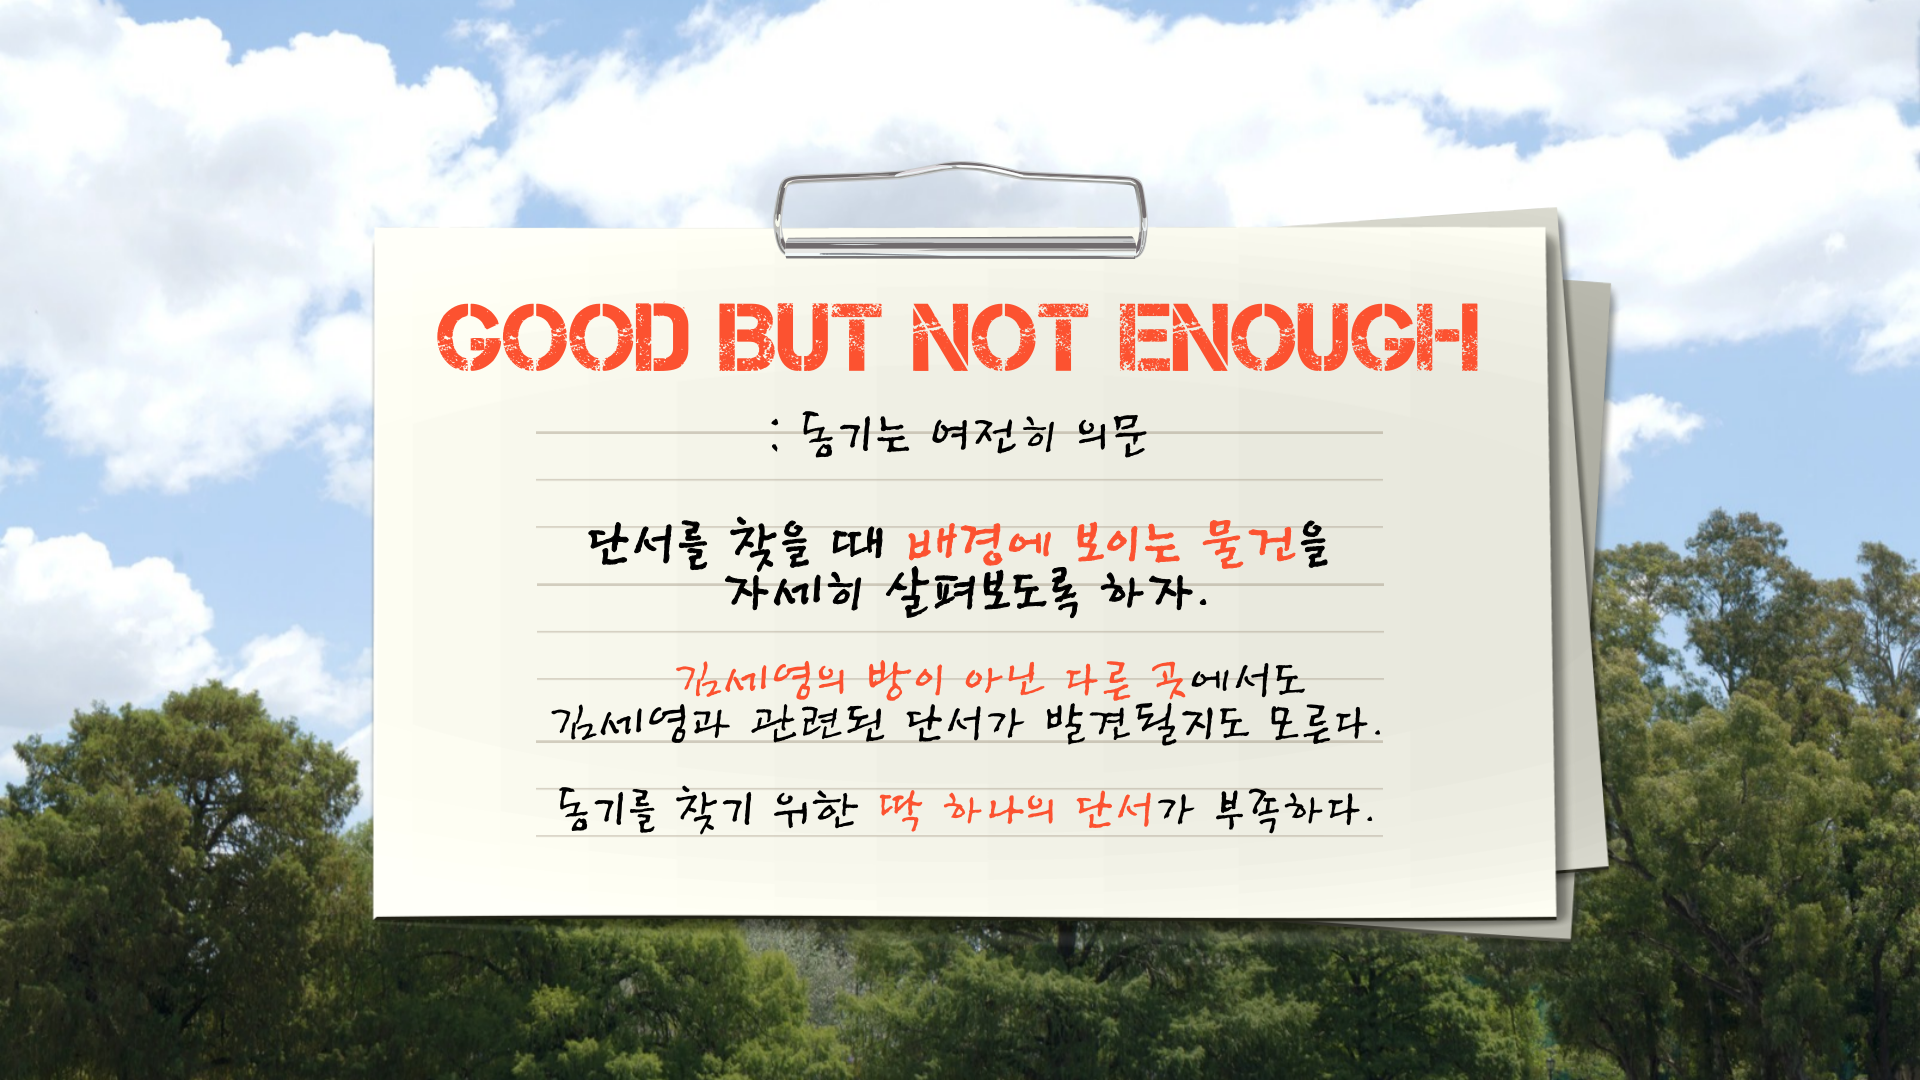 GOOD BUT NOT ENOUGH
: 동기는 여전히 의문
단서를 찾을 때 배경에 보이는 물건을
자세히 살펴보도록 하자.
김세영의 방이 아닌 다른 곳에서도
김세영과 관련된 단서가 발견될지도 모른다.
동기를 찾기 위한 딱 하나의 단서가 부족하다.